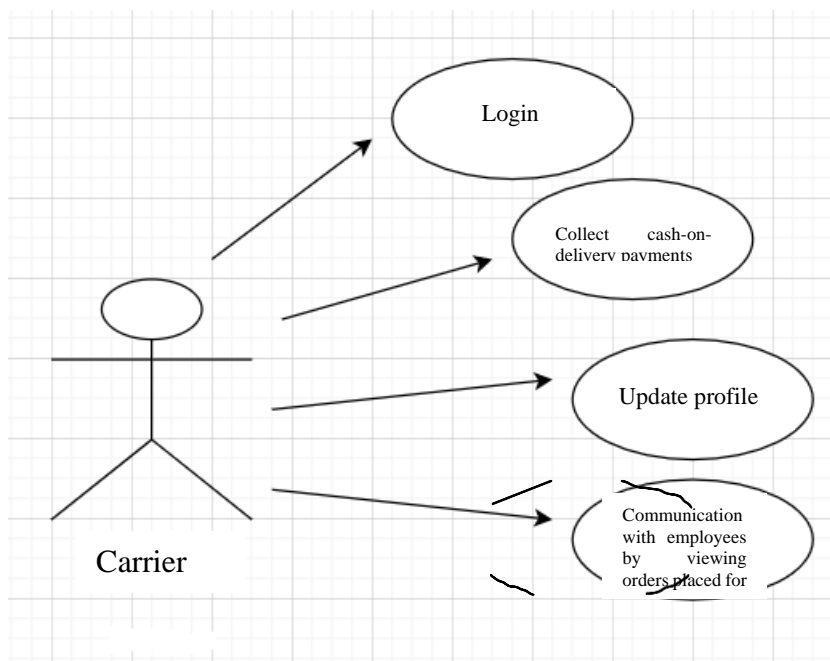 Login
Collect cash-on-
delivery payments
Update profile
Communication
with employees
by viewing
orders placed for
Carrier